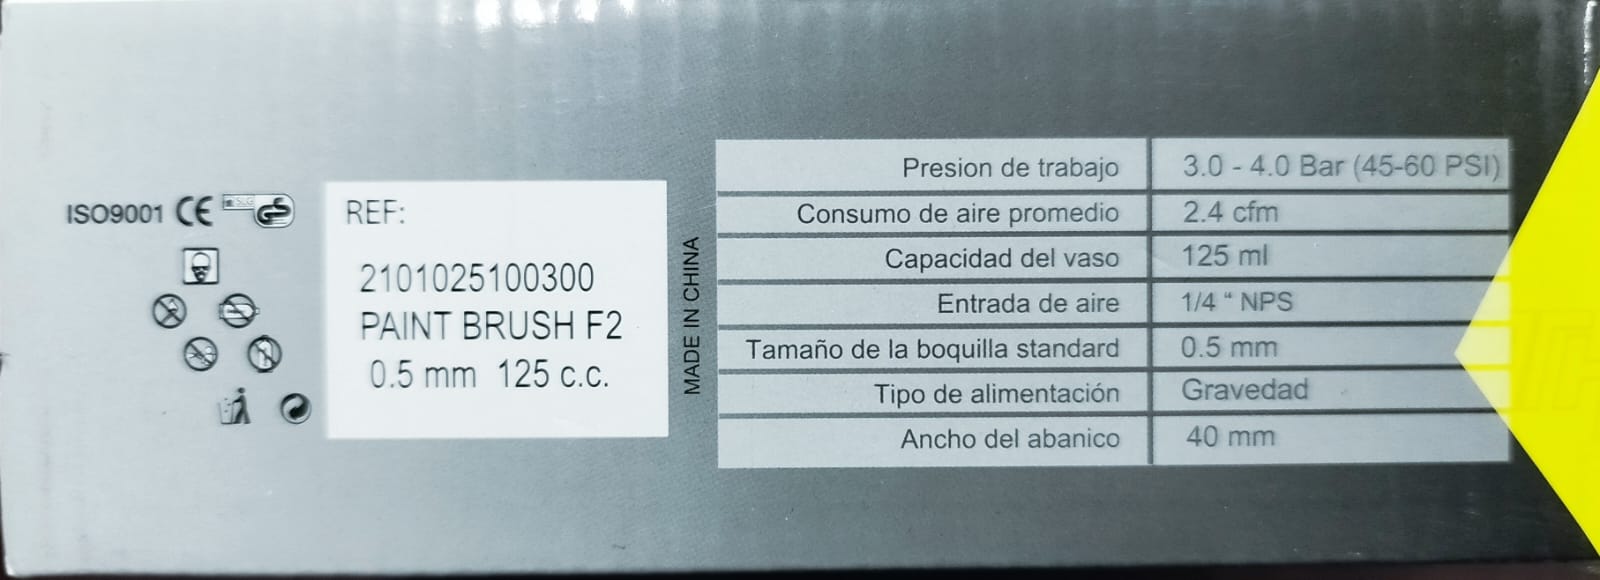 ISO9001 CE GS
REF:
2101025100300
PAINT BRUSH F2
0.5 mm 125 c.c.
MADE IN CHINA
Presion de trabajo 3.0 - 4.0 Bar (45-60 PSI)
Consumo de aire promedio 2.4 cfm
Capacidad del vaso 125 ml
Entrada de aire 1/4 “ NPS
Tamaño de la boquilla standard 0.5 mm
Tipo de alimentación Gravedad
Ancho del abanico 40 mm